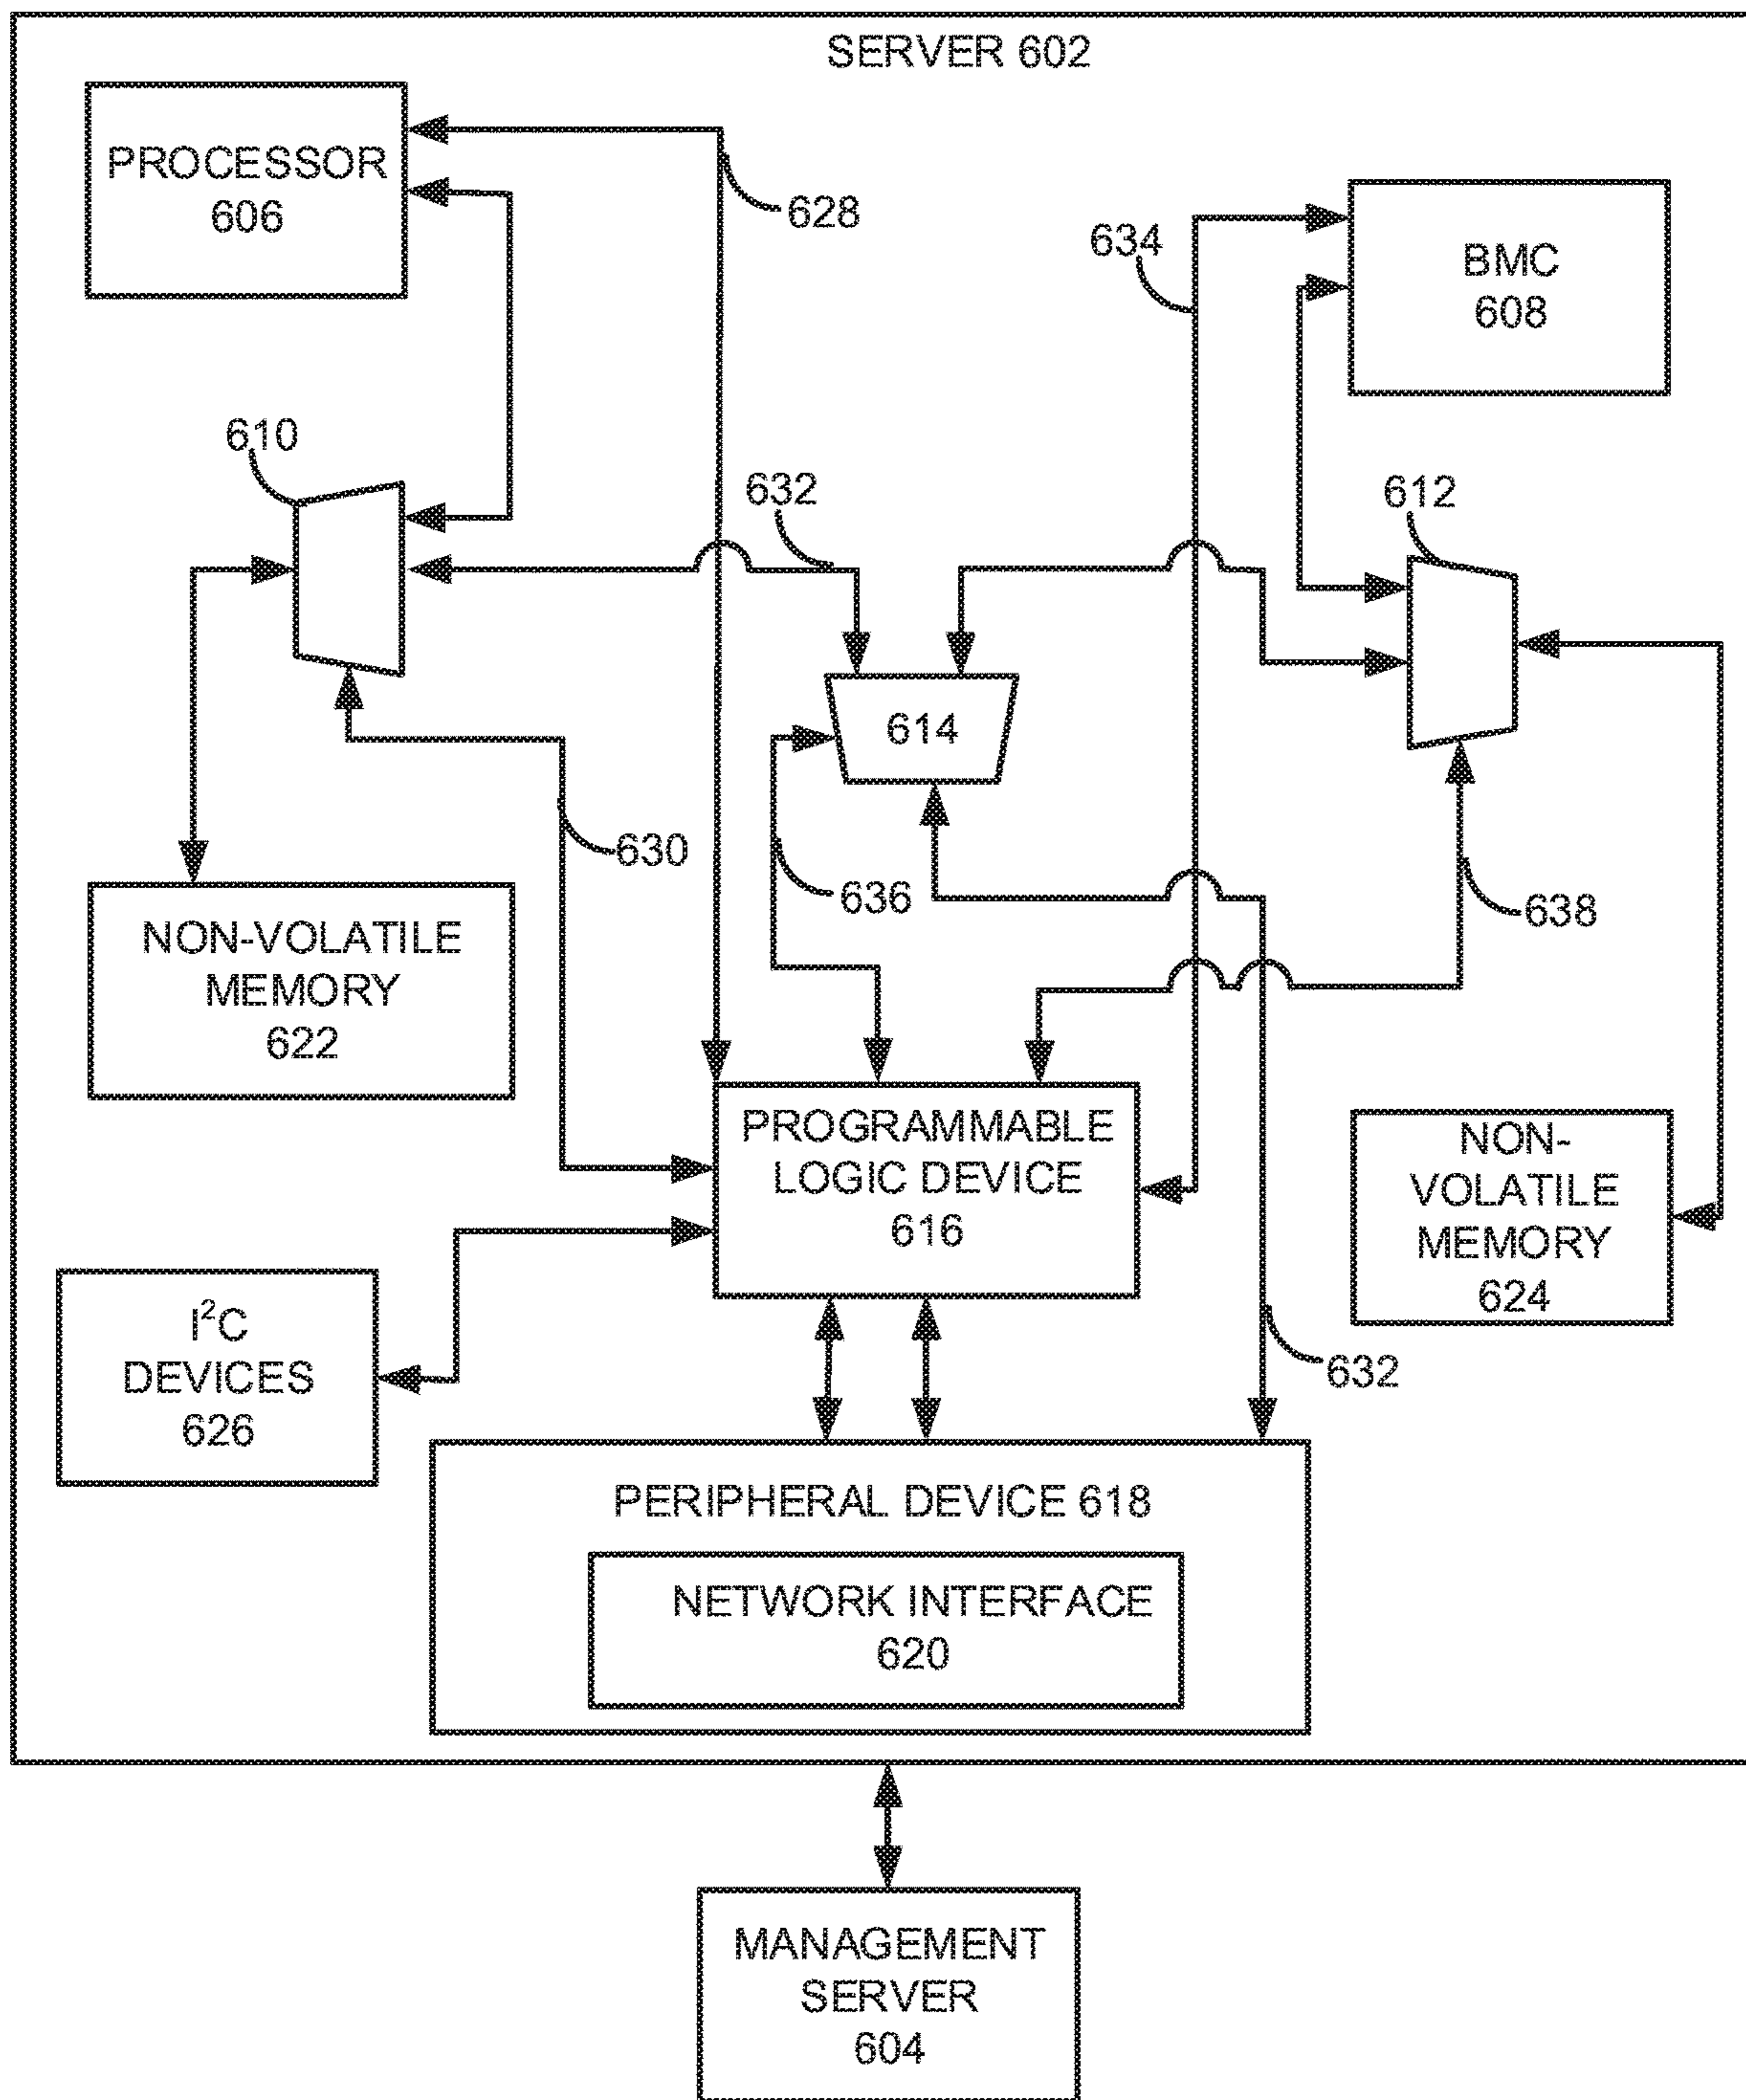 SERVER 602
PROCESSOR
606
628
634
BMC
608
610
632
612
614
630
636
638
NON-VOLATILE
MEMORY
622
PROGRAMMABLE
LOGIC DEVICE
616
NON-
VOLATILE
MEMORY
624
I²C
DEVICES
626
632
PERIPHERAL DEVICE 618
NETWORK INTERFACE
620
MANAGEMENT
SERVER
604